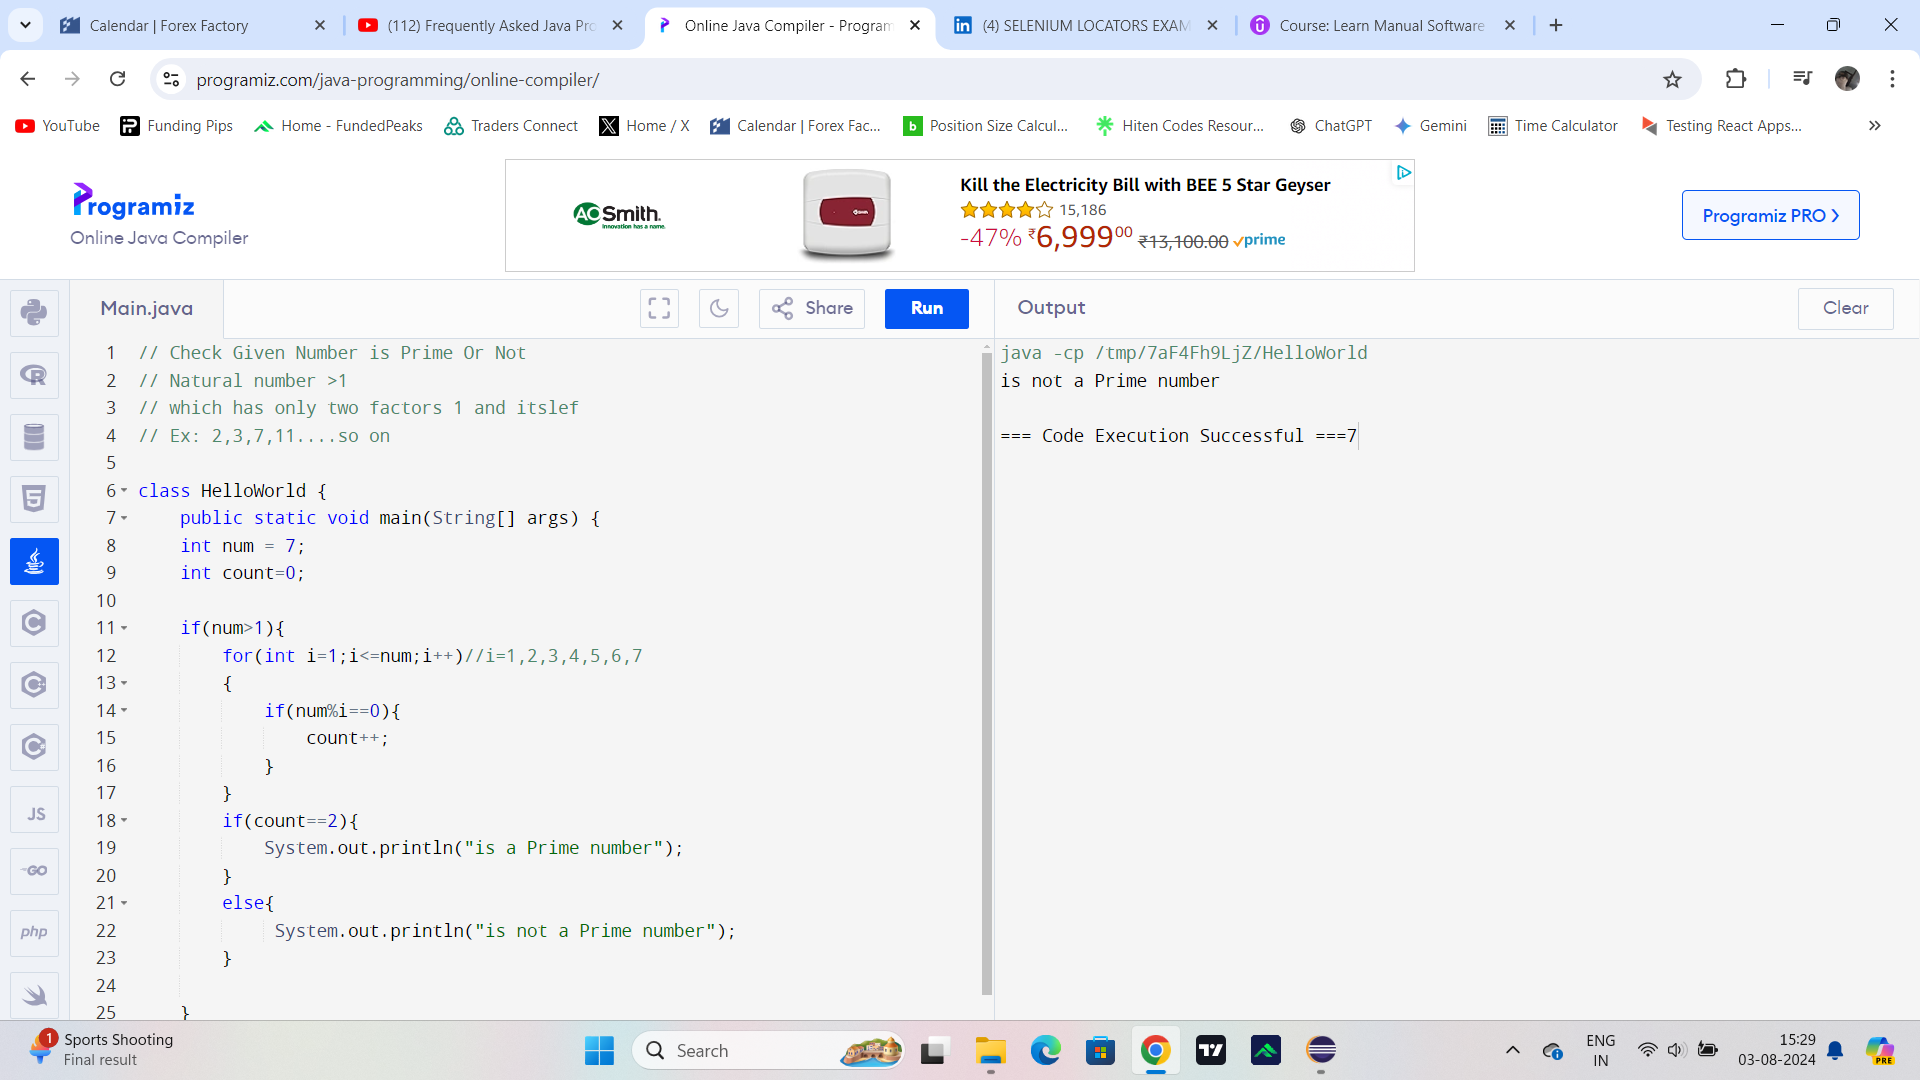 Calendar | Forex Factory
(112) Frequently Asked Java Pro
Online Java Compiler - Program
(4) SELENIUM LOCATORS EXAM
Course: Learn Manual Software
programiz.com/java-programming/online-compiler/
YouTube
Funding Pips
Home - FundedPeaks
Traders Connect
Home / X
Calendar | Forex Fac...
Position Size Calcul...
Hiten Codes Resour...
ChatGPT
Gemini
Time Calculator
Testing React Apps...
Programiz
Online Java Compiler
AO Smith.
Innovation has a name.
Kill the Electricity Bill with BEE 5 Star Geyser
15,186
-47% ₹6,99900 ₹13,100.00 prime
Programiz PRO
Main.java
Share
Run
Output
Clear
1 // Check Given Number is Prime Or Not
2 // Natural number >1
3 // which has only two factors 1 and itslef
4 // Ex: 2,3,7,11....so on
5
6 class HelloWorld {
7 public static void main(String[] args) {
8 int num = 7;
9 int count=0;
10
11 if(num>1){
12 for(int i=1;i<=num;i++)//i=1,2,3,4,5,6,7
13 {
14 if(num%i==0){
15 count++;
16 }
17 }
18 if(count==2){
19 System.out.println("is a Prime number");
20 }
21 else{
22 System.out.println("is not a Prime number");
23 }
24
25 }
java -cp /tmp/7aF4Fh9LjZ/HelloWorld
is not a Prime number
=== Code Execution Successful ===7
JS
GO
php
1
Sports Shooting
Final result
Search
ENG
IN
15:29
03-08-2024
PRE